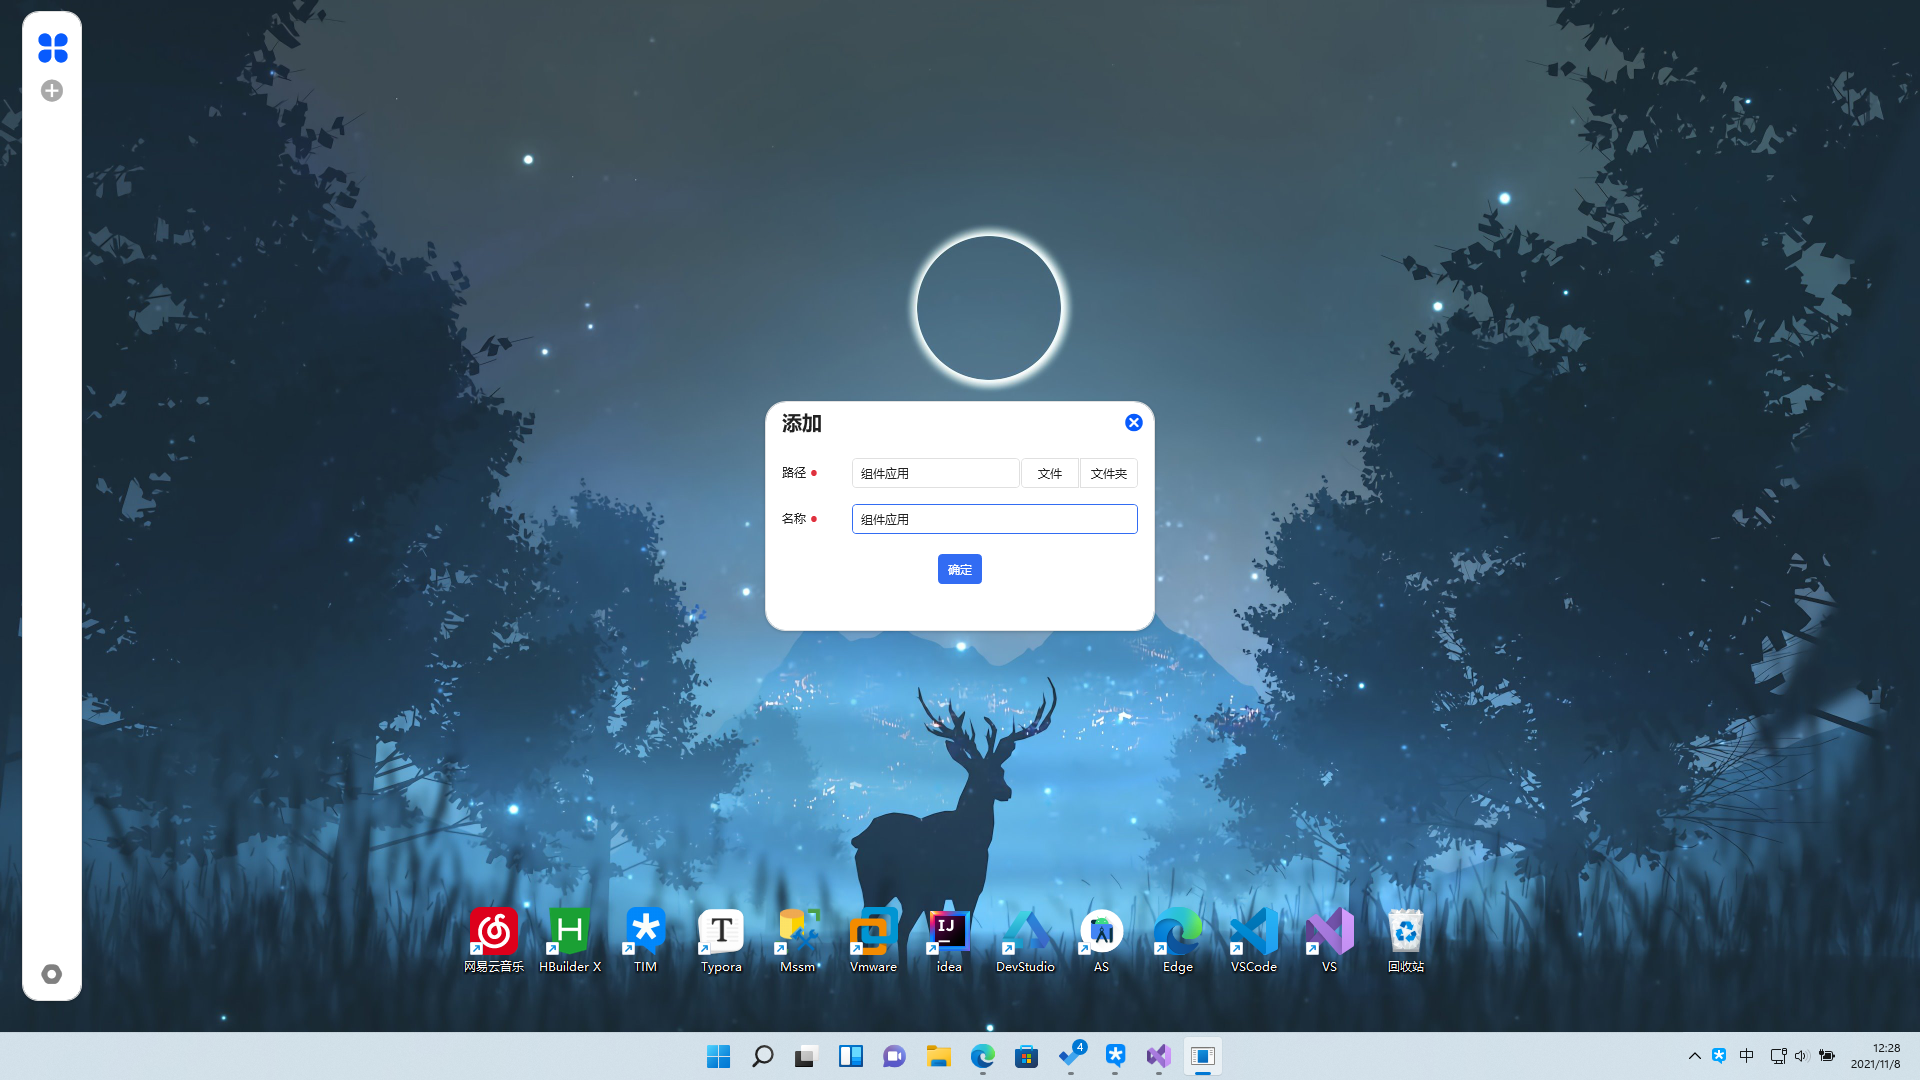 添加
路径
组件应用
文件
文件夹
名称
组件应用
确定
网易云音乐
HBuilder X
TIM
Typora
Mssm
Vmware
idea
DevStudio
AS
Edge
VSCode
VS
回收站
H
T
IJ
4
中
12:28
2021/11/8